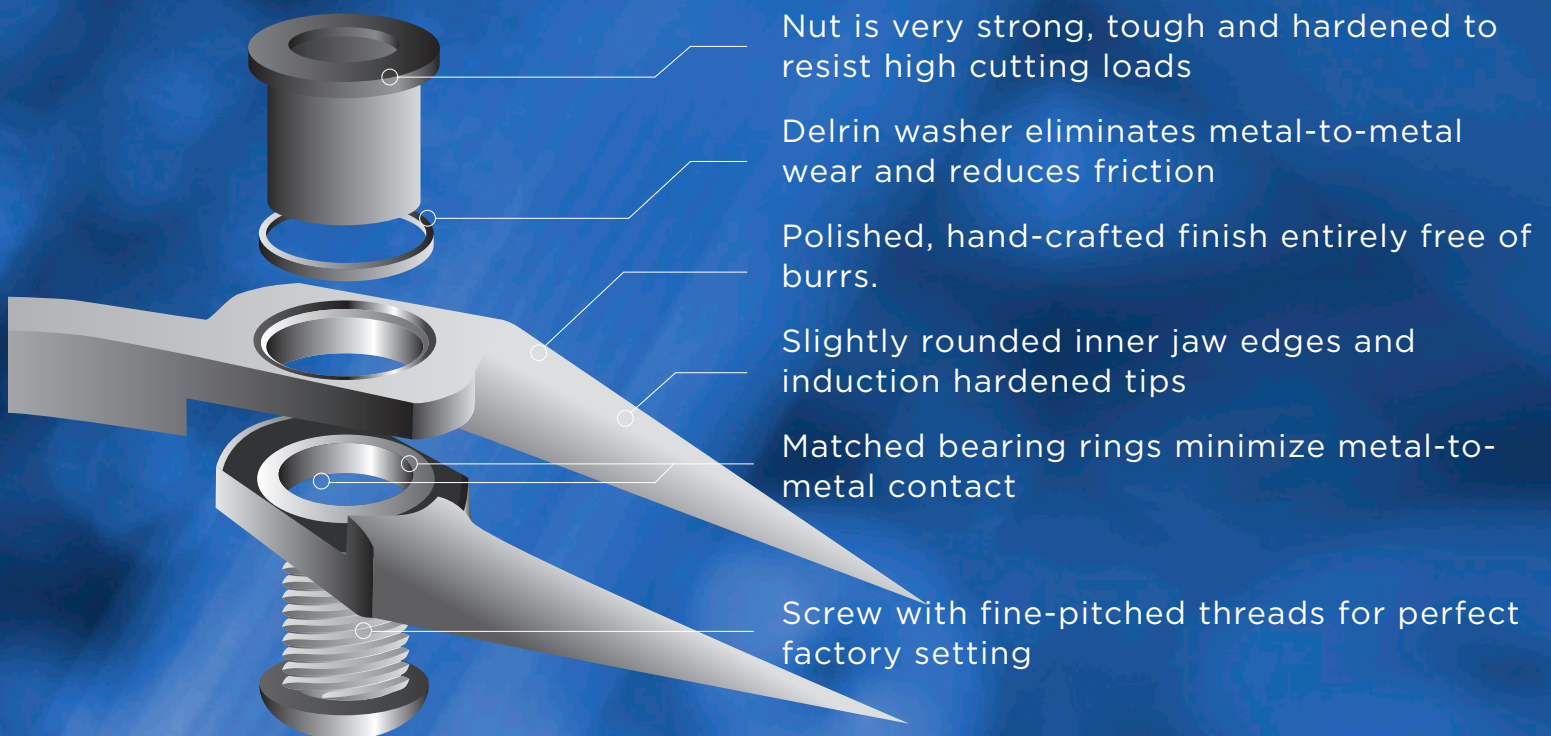 Nut is very strong, tough and hardened to
resist high cutting loads
Delrin washer eliminates metal-to-metal
wear and reduces friction
Polished, hand-crafted finish entirely free of
burrs.
Slightly rounded inner jaw edges and
induction hardened tips
Matched bearing rings minimize metal-to-
metal contact
Screw with fine-pitched threads for perfect
factory setting